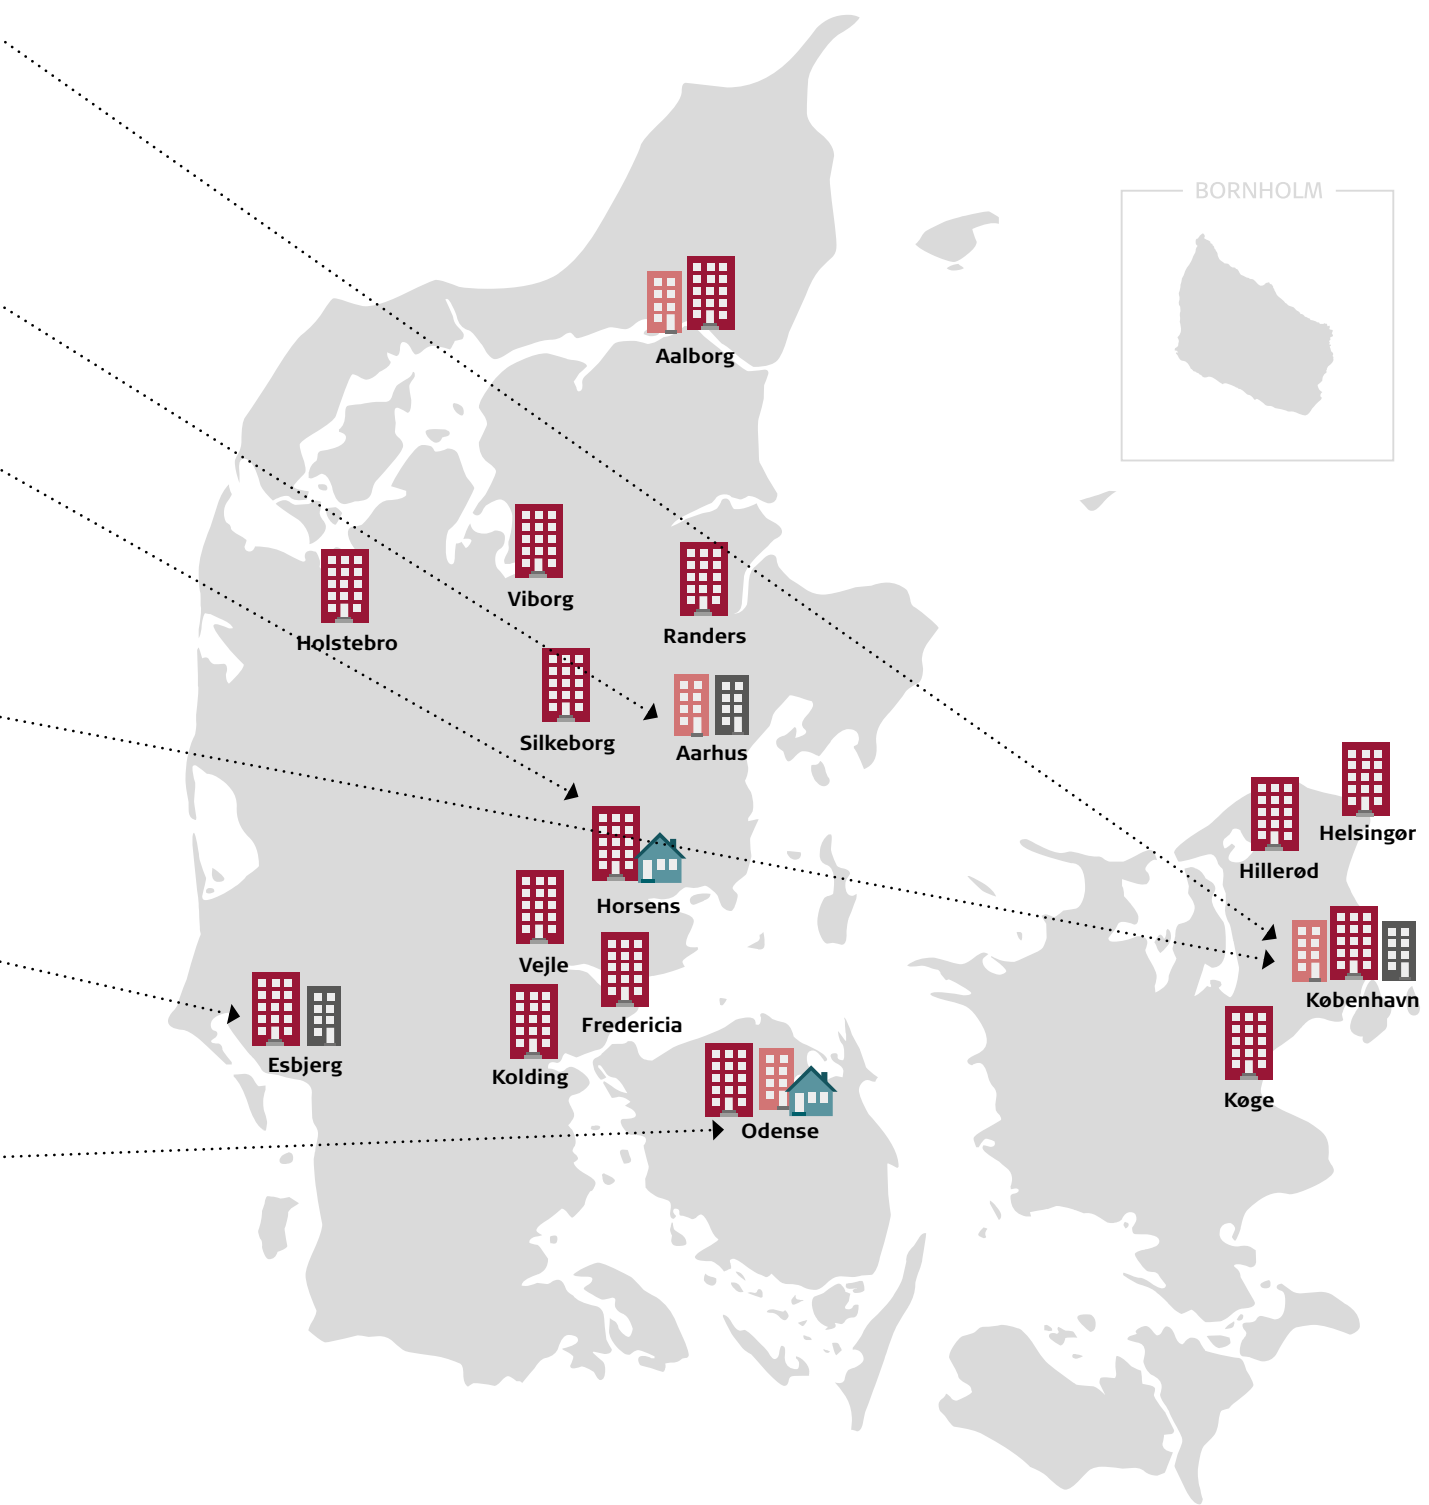 BORNHOLM
Aalborg
Viborg
Randers
Holstebro
Silkeborg
Aarhus
Helsingør
Hillerød
Horsens
Vejle
København
Fredericia
Esbjerg
Kolding
Køge
Odense